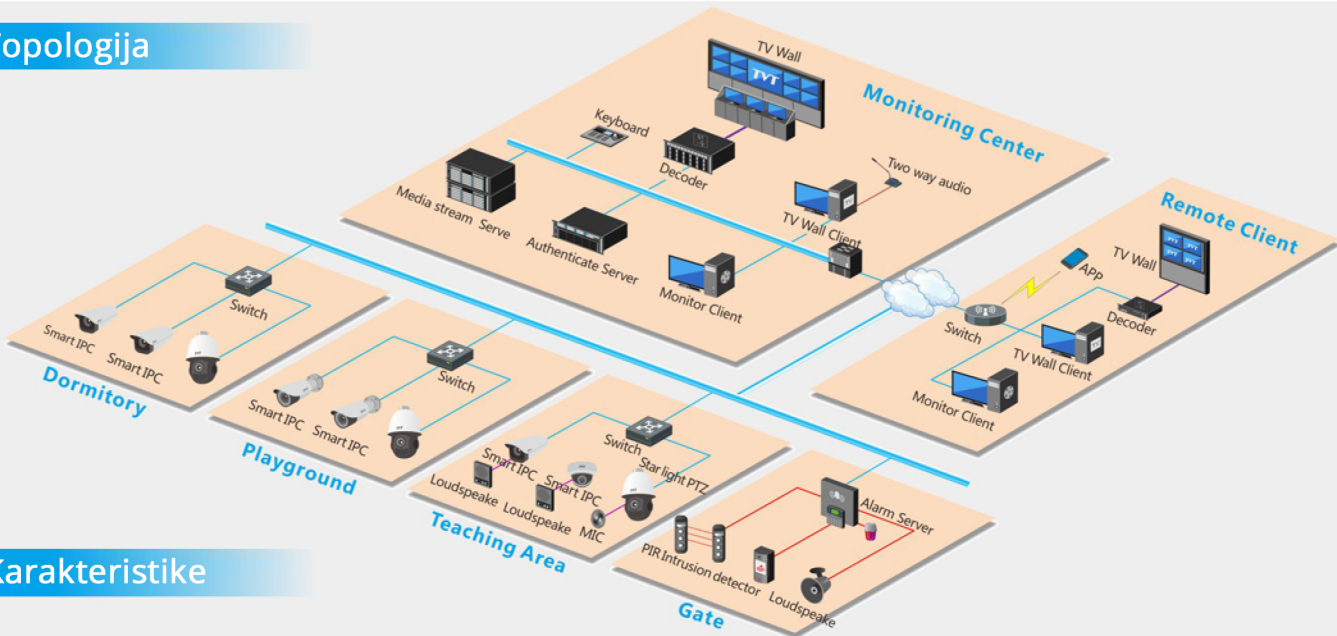 Topologija
TV Wall
TVT
Monitoring Center
Keyboard
Decoder
Two way audio
Media stream Serve
TV Wall Client
Authenticate Server
Monitor Client
Remote Client
TV Wall
APP
Decoder
Switch
TV Wall Client
Monitor Client
Switch
Smart IPC
Smart IPC
Dormitory
Switch
Smart IPC
Smart IPC
Playground
Switch
Smart IPC
Star light PTZ
Smart IPC
Loudspeake
Loudspeake
MIC
Teaching Area
Alarm Server
PIR Intrusion detector
Loudspeake
Gate
Karakteristike